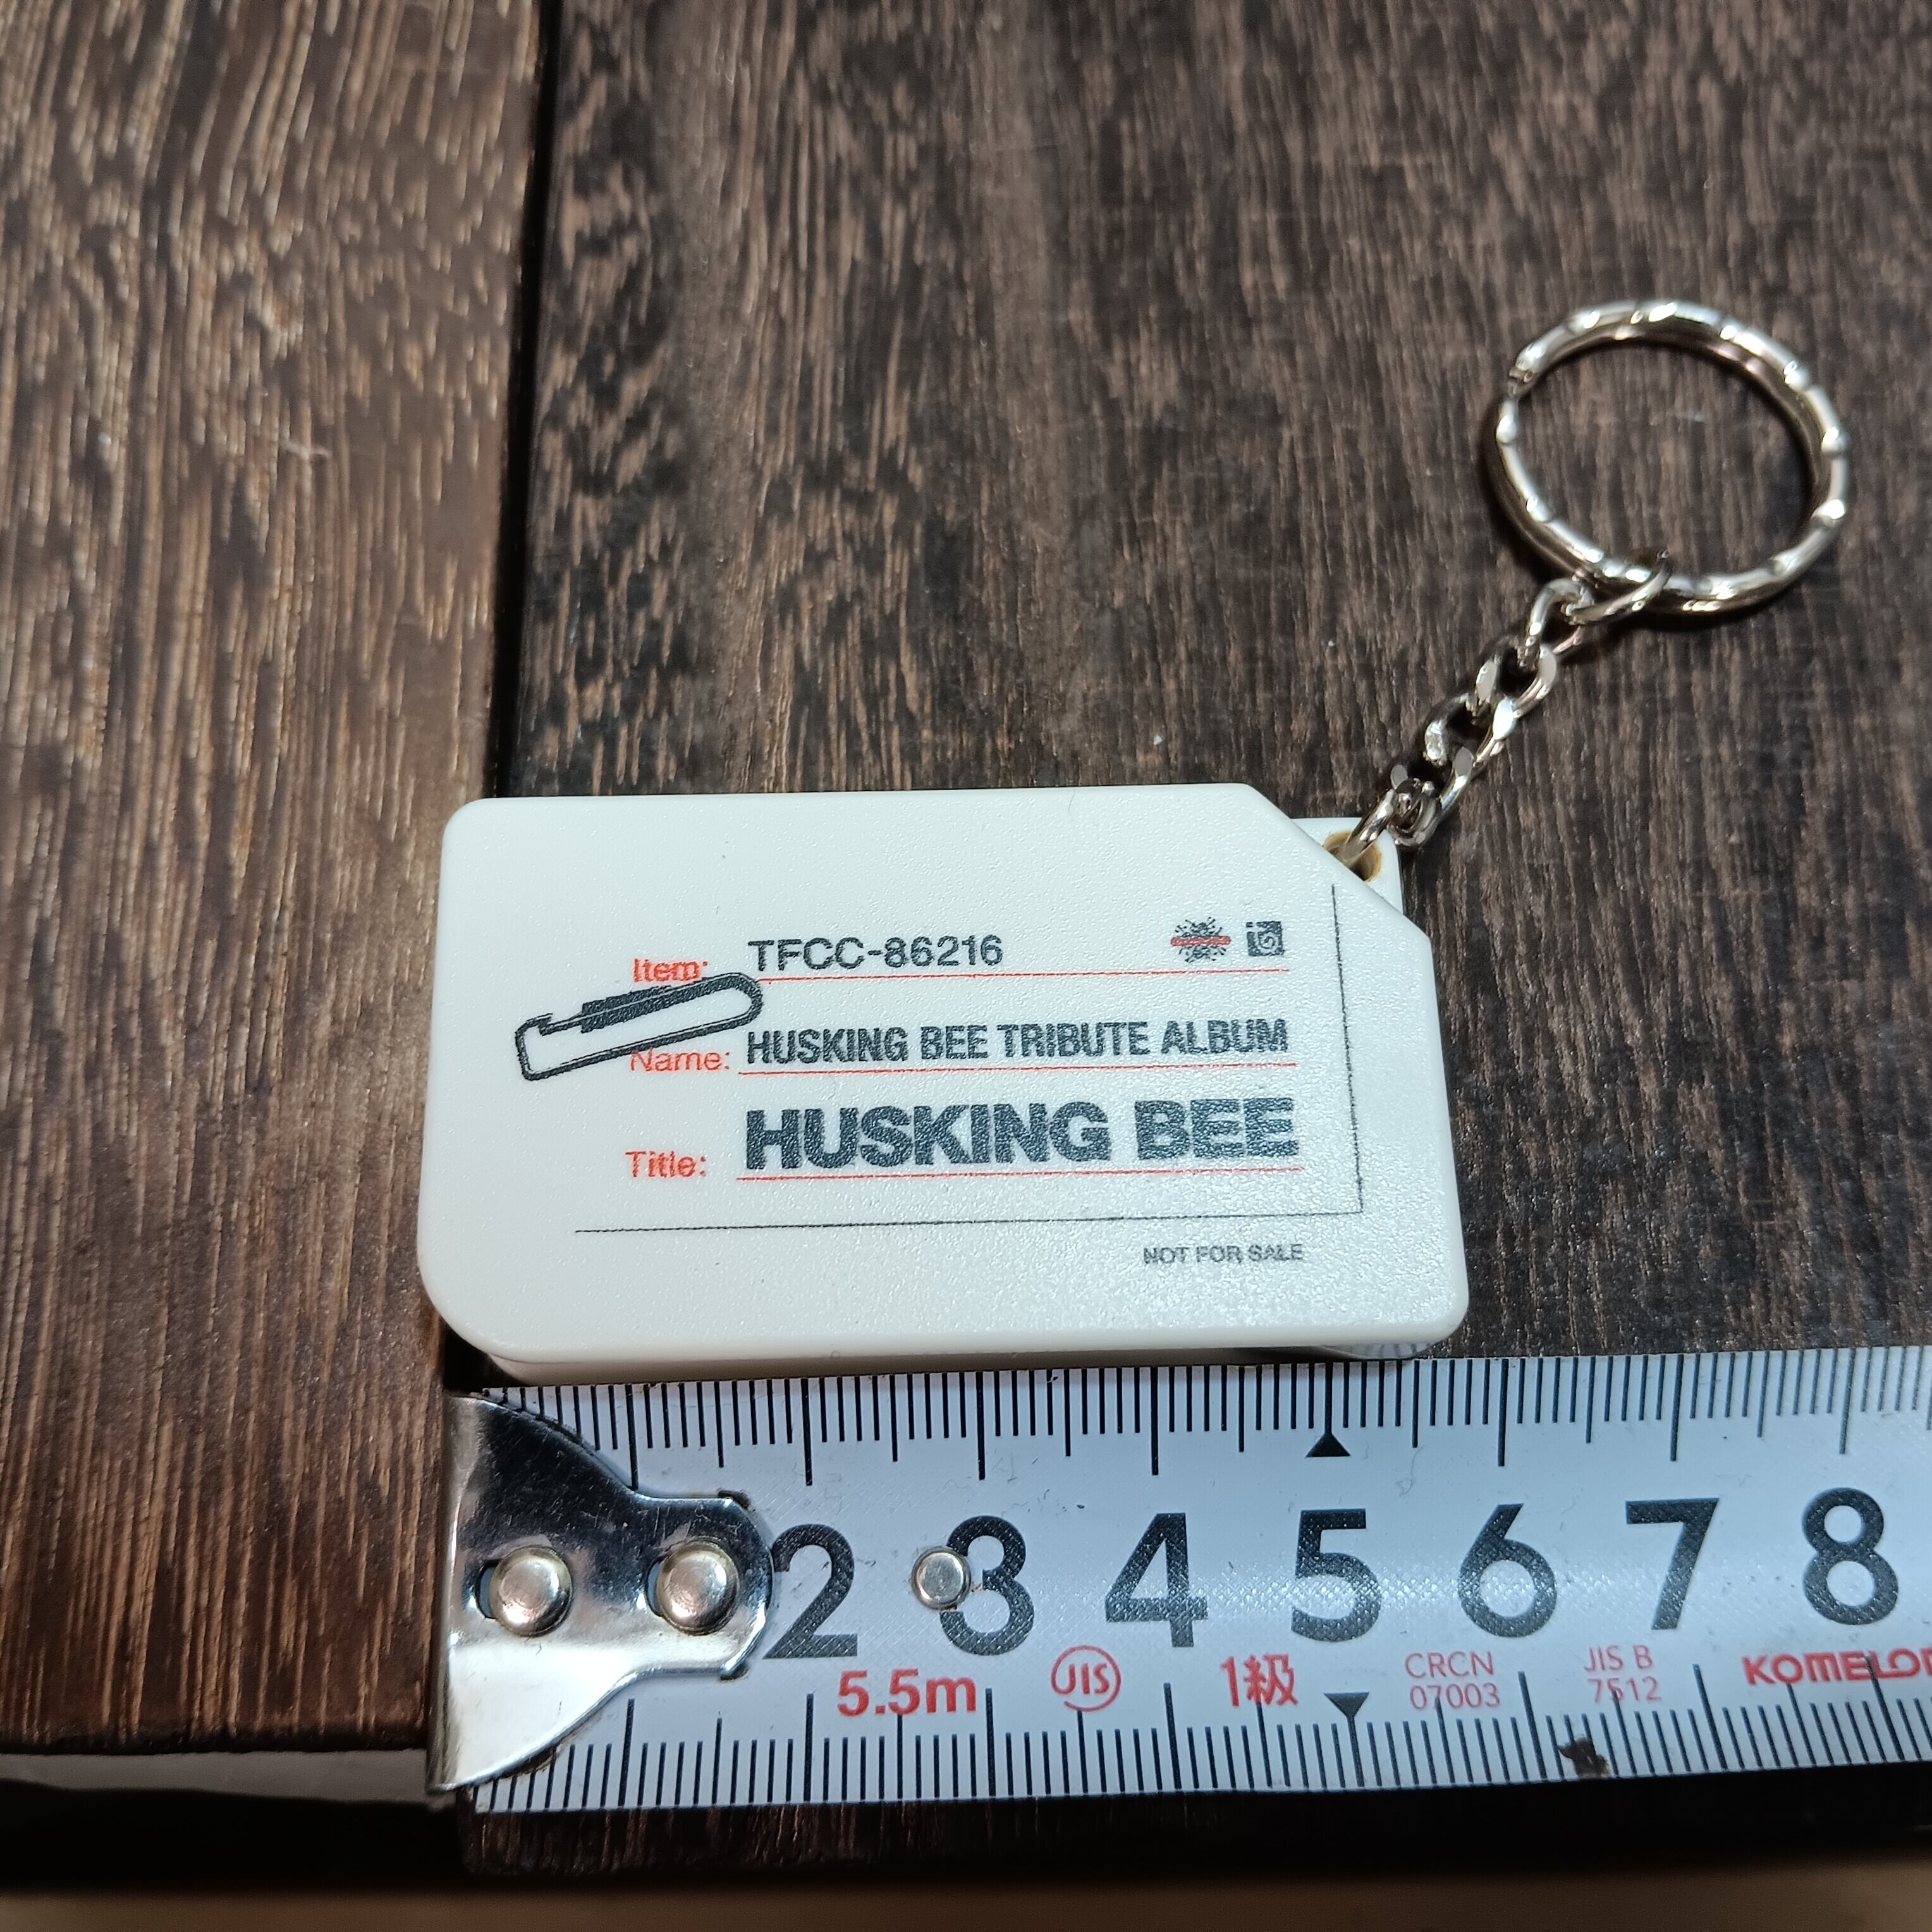 Item: TFCC-86216
Name: HUSKING BEE TRIBUTE ALBUM
Title: HUSKING BEE
NOT FOR SALE
2 3 4 5 6 7 8
5.5m JIS 1級 CRCN 07003 JIS B 7512